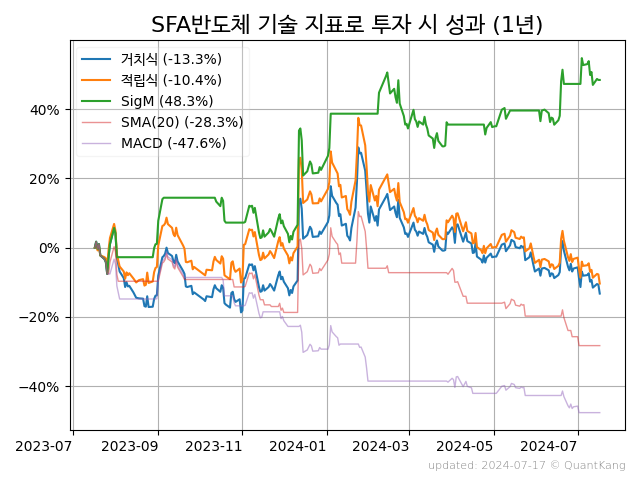 SFA반도체 기술 지표로 투자 시 성과 (1년)
거치식 (-13.3%)
적립식 (-10.4%)
SigM (48.3%)
SMA(20) (-28.3%)
MACD (-47.6%)
40%
20%
0%
−20%
−40%
2023-07 2023-09 2023-11 2024-01 2024-03 2024-05 2024-07
updated: 2024-07-17 © QuantKang